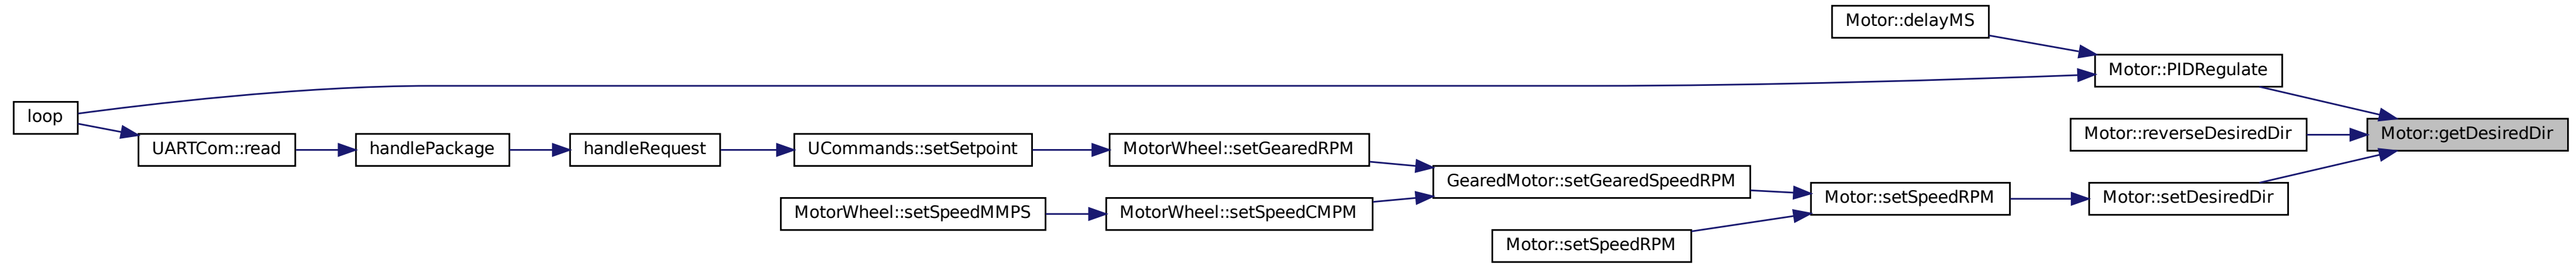 Motor::delayMS
Motor::PIDRegulate
loop
Motor::reverseDesiredDir
Motor::getDesiredDir
UARTCom::read
handlePackage
handleRequest
UCommands::setSetpoint
MotorWheel::setGearedRPM
GearedMotor::setGearedSpeedRPM
Motor::setSpeedRPM
Motor::setDesiredDir
MotorWheel::setSpeedMMPS
MotorWheel::setSpeedCMPM
Motor::setSpeedRPM